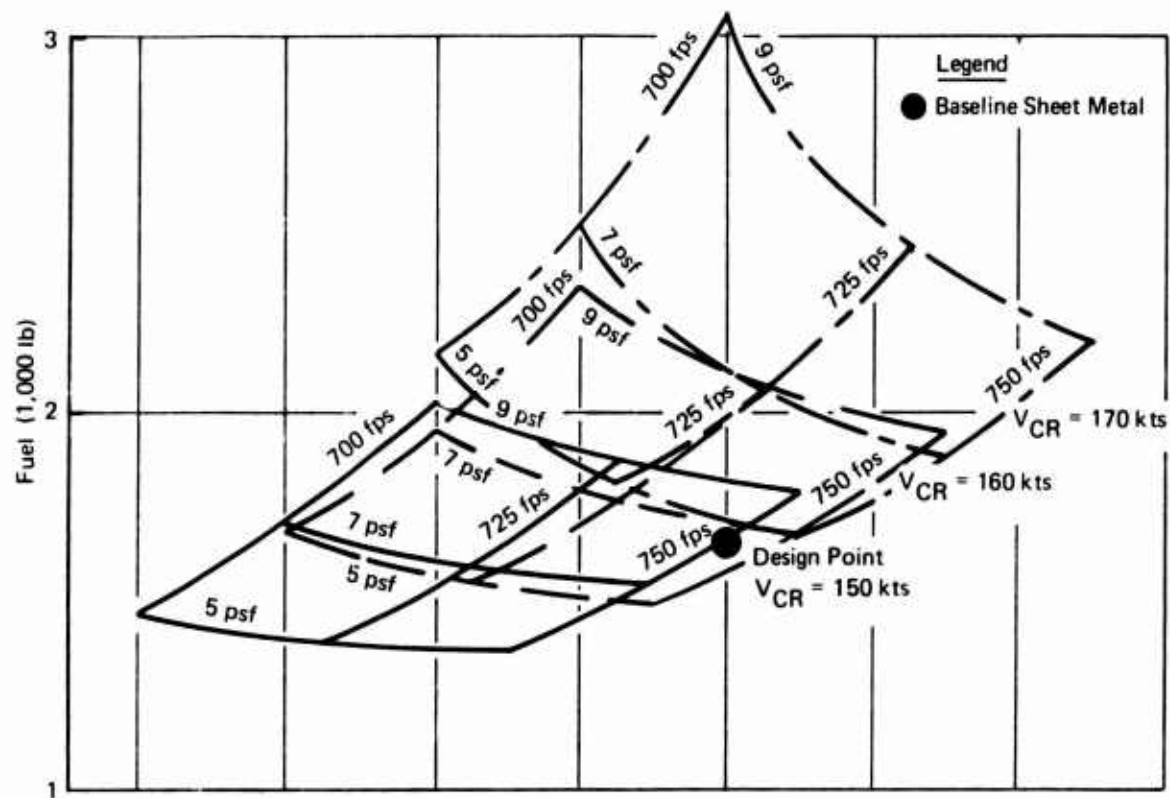 3
700 fps
9 psf
Legend
Baseline Sheet Metal
7 psf
700 fps
725 fps
9 psf
5 psf
750 fps
Fuel (1,000 lb)
2
9 psf
725 fps
V_CR = 170 kts
700 fps
7 psf
750 fps
V_CR = 160 kts
725 fps
7 psf
750 fps
Design Point
5 psf
V_CR = 150 kts
5 psf
1